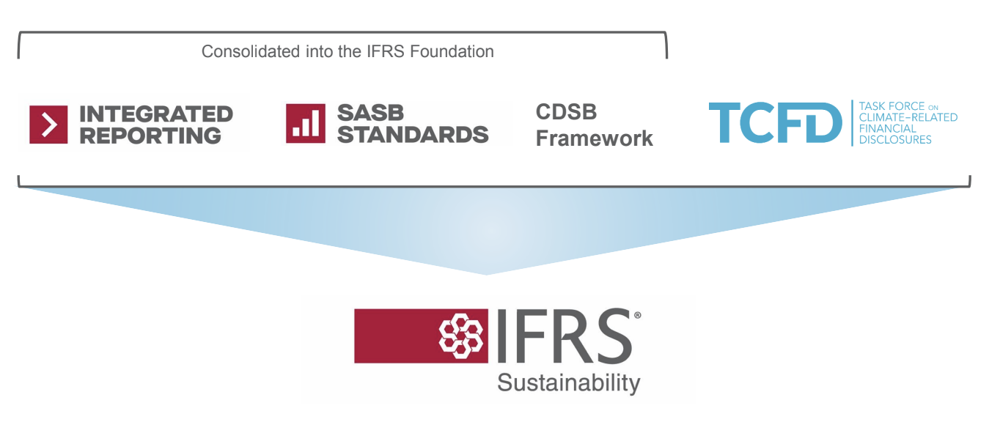 Consolidated into the IFRS Foundation
INTEGRATED
REPORTING
SASB
STANDARDS
CDSB
Framework
TCFD
TASK FORCE ON
CLIMATE-RELATED
FINANCIAL
DISCLOSURES
IFRS®
Sustainability